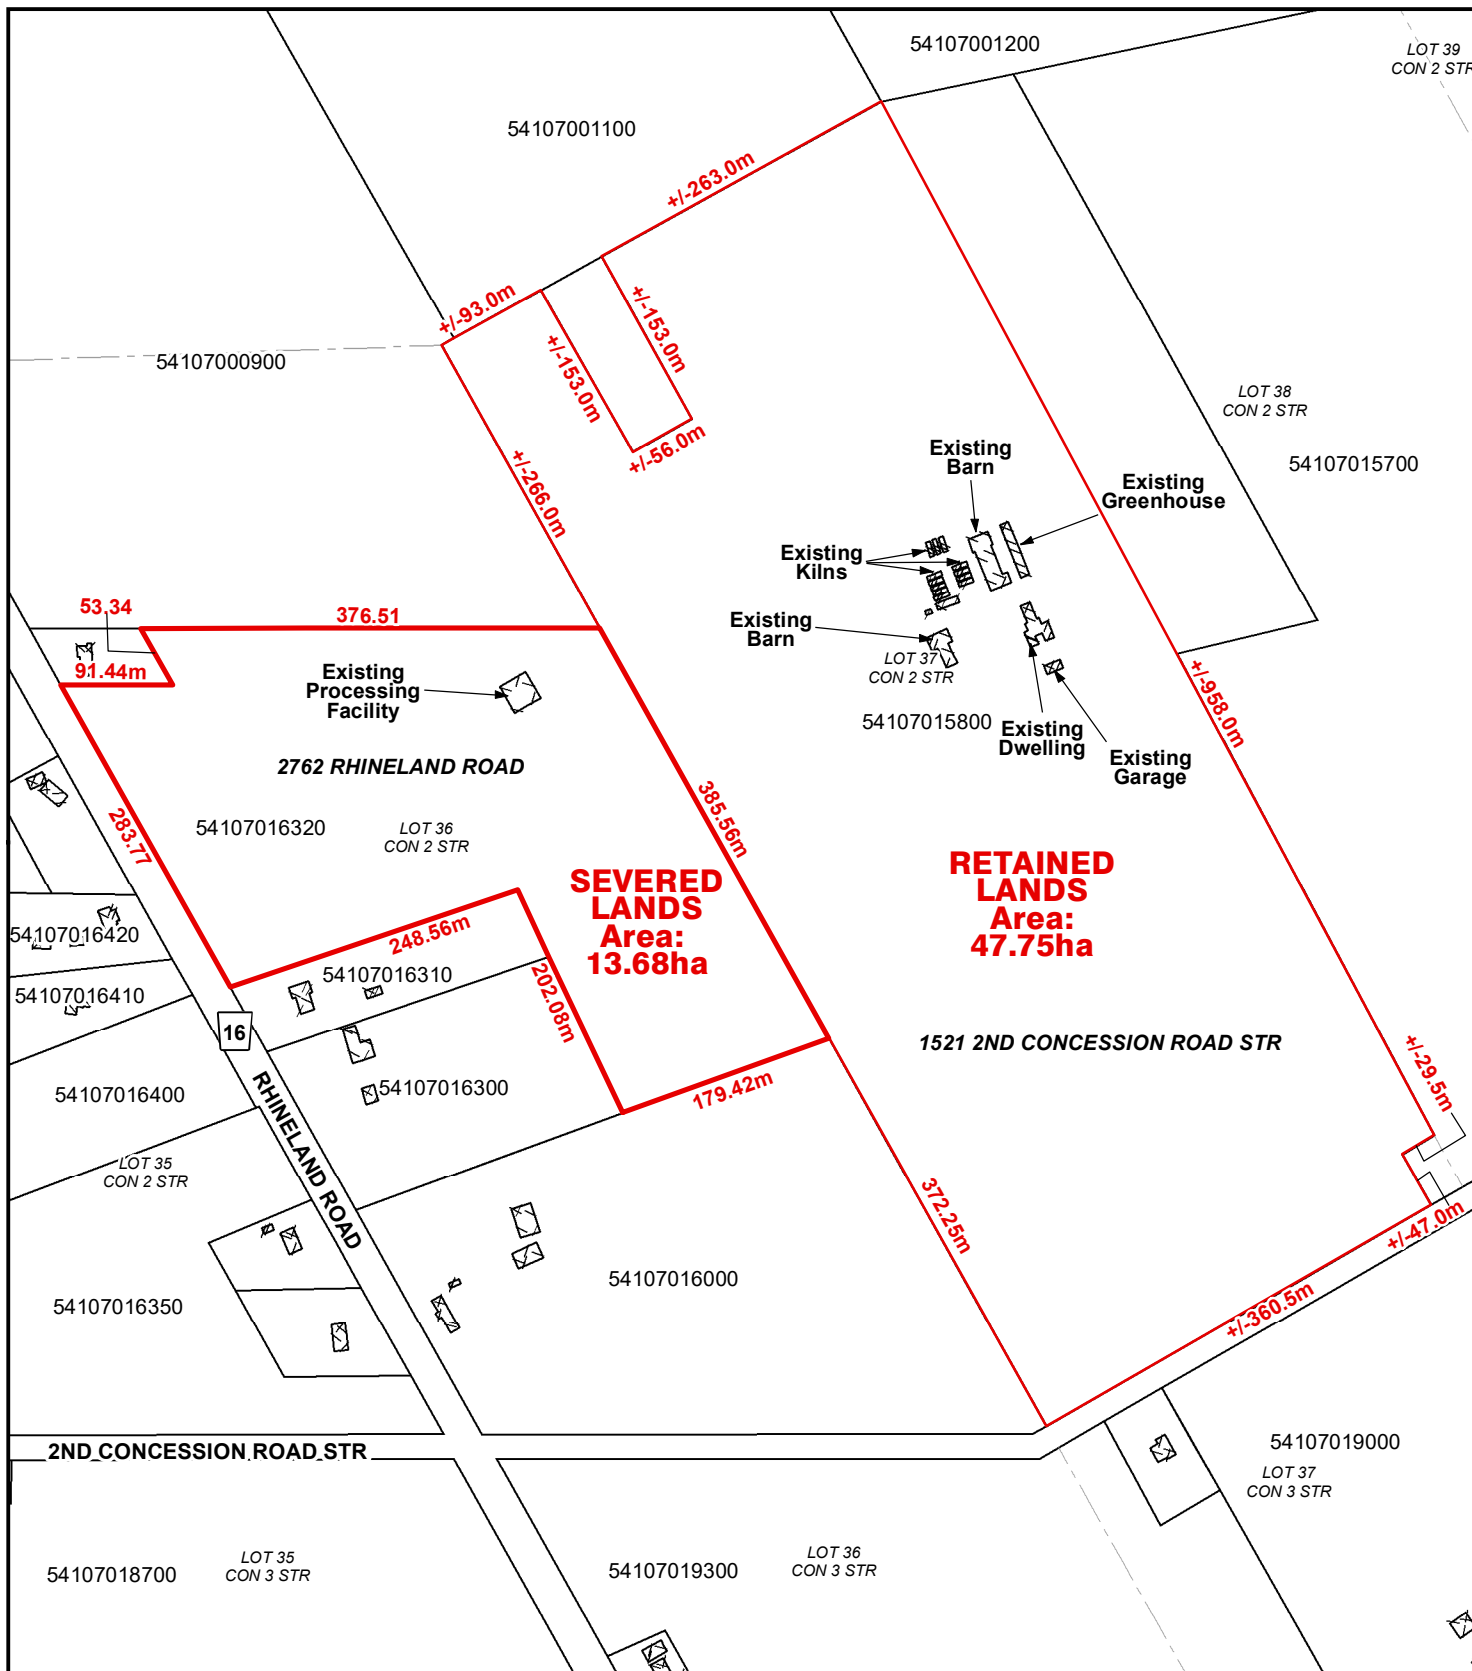 54107001200
LOT 39
CON 2 STR
54107001100
+/-263.0m
+/-93.0m
+/-153.0m
+/-153.0m
54107000900
+/-56.0m
+/-266.0m
LOT 38
CON 2 STR
54107015700
Existing
Barn
Existing
Greenhouse
Existing
Kilns
Existing
Barn
LOT 37
CON 2 STR
54107015800
Existing
Dwelling
Existing
Garage
+/-958.0m
53.34
376.51
91.44m
Existing
Processing
Facility
2762 RHINELAND ROAD
283.77
54107016320
LOT 36
CON 2 STR
385.56m
SEVERED
LANDS
Area:
13.68ha
RETAINED
LANDS
Area:
47.75ha
248.56m
54107016420
54107016310
202.08m
54107016410
16
1521 2ND CONCESSION ROAD STR
+/-29.5m
54107016400
54107016300
179.42m
RHINELAND ROAD
LOT 35
CON 2 STR
372.25m
+/-47.0m
54107016350
54107016000
+/-360.5m
2ND CONCESSION ROAD STR
54107019000
LOT 37
CON 3 STR
54107018700
LOT 35
CON 3 STR
54107019300
LOT 36
CON 3 STR